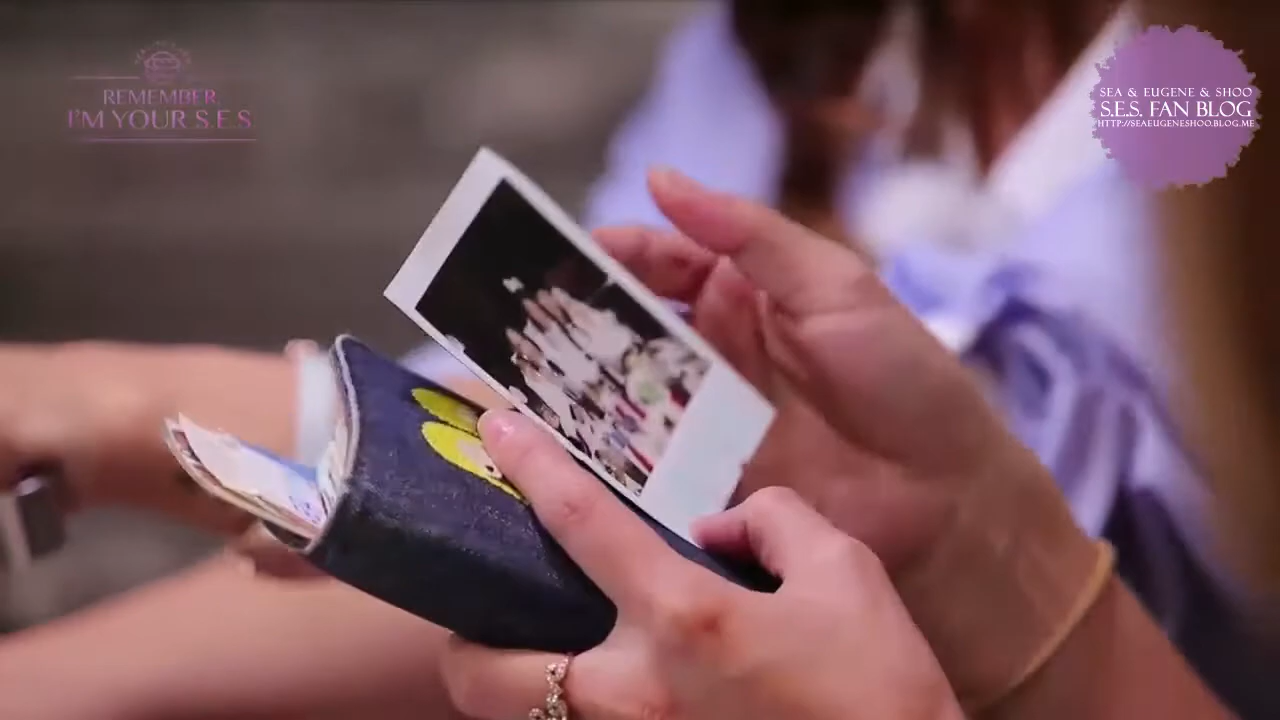 REMEMBER,
I'M YOUR S.E.S.
SEA & EUGENE & SHOO
S.E.S. FAN BLOG
HTTP://SEAEUGENESHOO.BLOG.ME